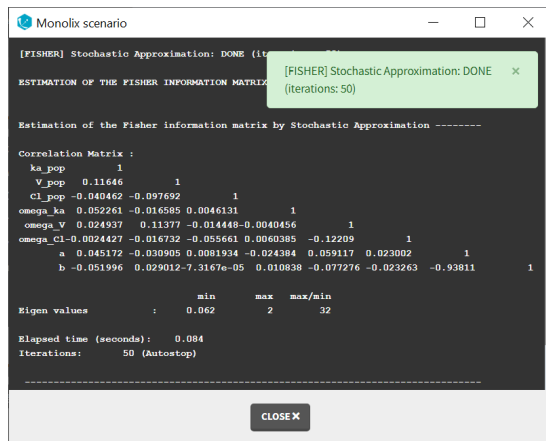 Monolix scenario
[FISHER] Stochastic Approximation: DONE (it
[FISHER] Stochastic Approximation: DONE ×
(iterations: 50)
ESTIMATION OF THE FISHER INFORMATION MATRIX
Estimation of the Fisher information matrix by Stochastic Approximation --------
Correlation Matrix :
ka_pop 1
V_pop 0.11646 1
Cl_pop -0.040462 -0.097692 1
omega_ka 0.052261 -0.016585 0.0046131 1
omega_V 0.024937 0.11377 -0.014448-0.0040456 1
omega_Cl-0.0024427 -0.016732 -0.055661 0.0060385 -0.12209 1
a 0.045172 -0.030905 0.0081934 -0.024384 0.059117 0.023002 1
b -0.051996 0.029012-7.3167e-05 0.010838 -0.077276 -0.023263 -0.93811 1
min max max/min
Eigen values : 0.062 2 32
Elapsed time (seconds): 0.084
Iterations: 50 (Autostop)
--------------------------------------------------------------------------------
CLOSE ×